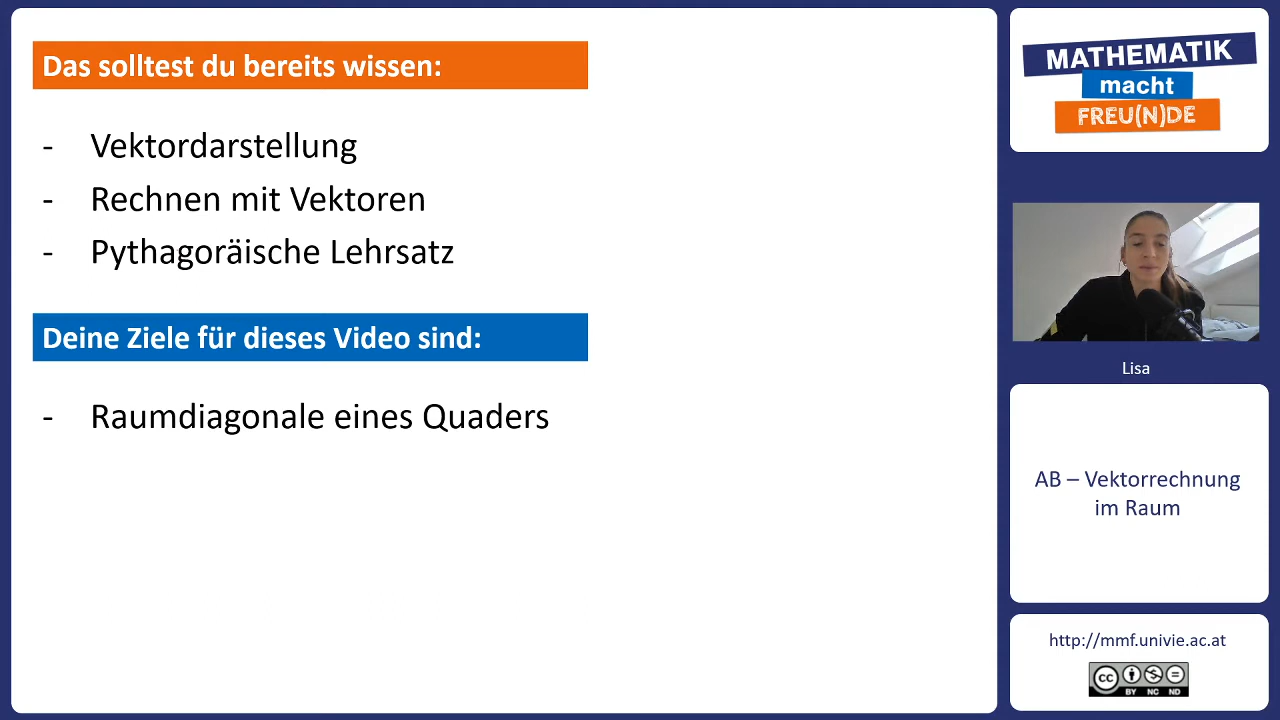 Das solltest du bereits wissen:
- Vektordarstellung
- Rechnen mit Vektoren
- Pythagoräische Lehrsatz
Deine Ziele für dieses Video sind:
- Raumdiagonale eines Quaders
MATHEMATIK
macht
FREU(N)DE
Lisa
AB – Vektorrechnung
im Raum
http://mmf.univie.ac.at
cc
BY NC ND